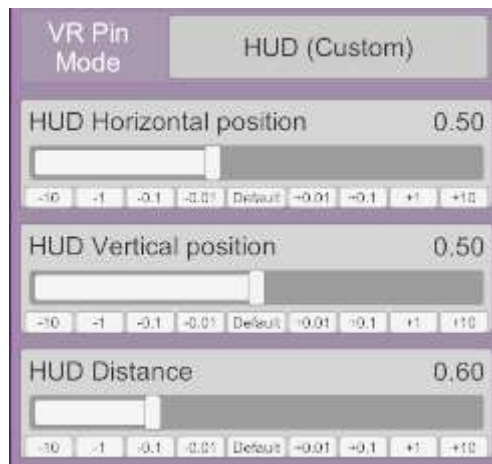 VR Pin
Mode
HUD (Custom)
HUD Horizontal position 0.50
-10 -1 -0.1 -0.01 Default +0.01 +0.1 +1 +10
HUD Vertical position 0.50
-10 -1 -0.1 -0.01 Default +0.01 +0.1 +1 +10
HUD Distance 0.60
-10 -1 -0.1 -0.01 Default +0.01 +0.1 +1 +10